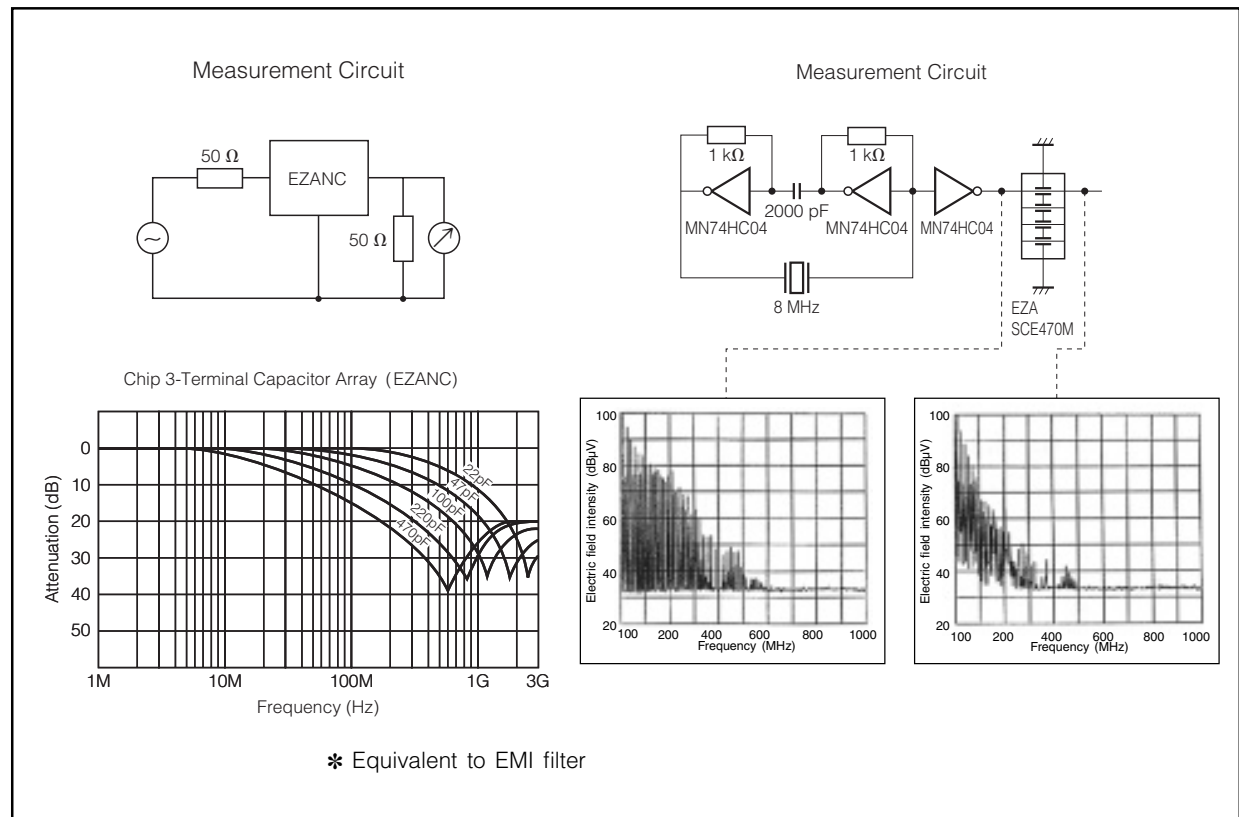 Measurement Circuit
50 Ω
EZANC
50 Ω
Chip 3-Terminal Capacitor Array (EZANC)
Attenuation (dB)
0
10
20
30
40
50
22pF
47pF
100pF
220pF
470pF
1M 10M 100M 1G 3G
Frequency (Hz)
Measurement Circuit
1 kΩ 1 kΩ
2000 pF
MN74HC04 MN74HC04 MN74HC04
8 MHz
EZA
SCE470M
Electric field intensity (dBµV)
100
80
60
40
20
100 200 400 600 800 1000
Frequency (MHz)
Electric field intensity (dBµV)
100
80
60
40
20
100 200 400 600 800 1000
Frequency (MHz)
✻ Equivalent to EMI filter